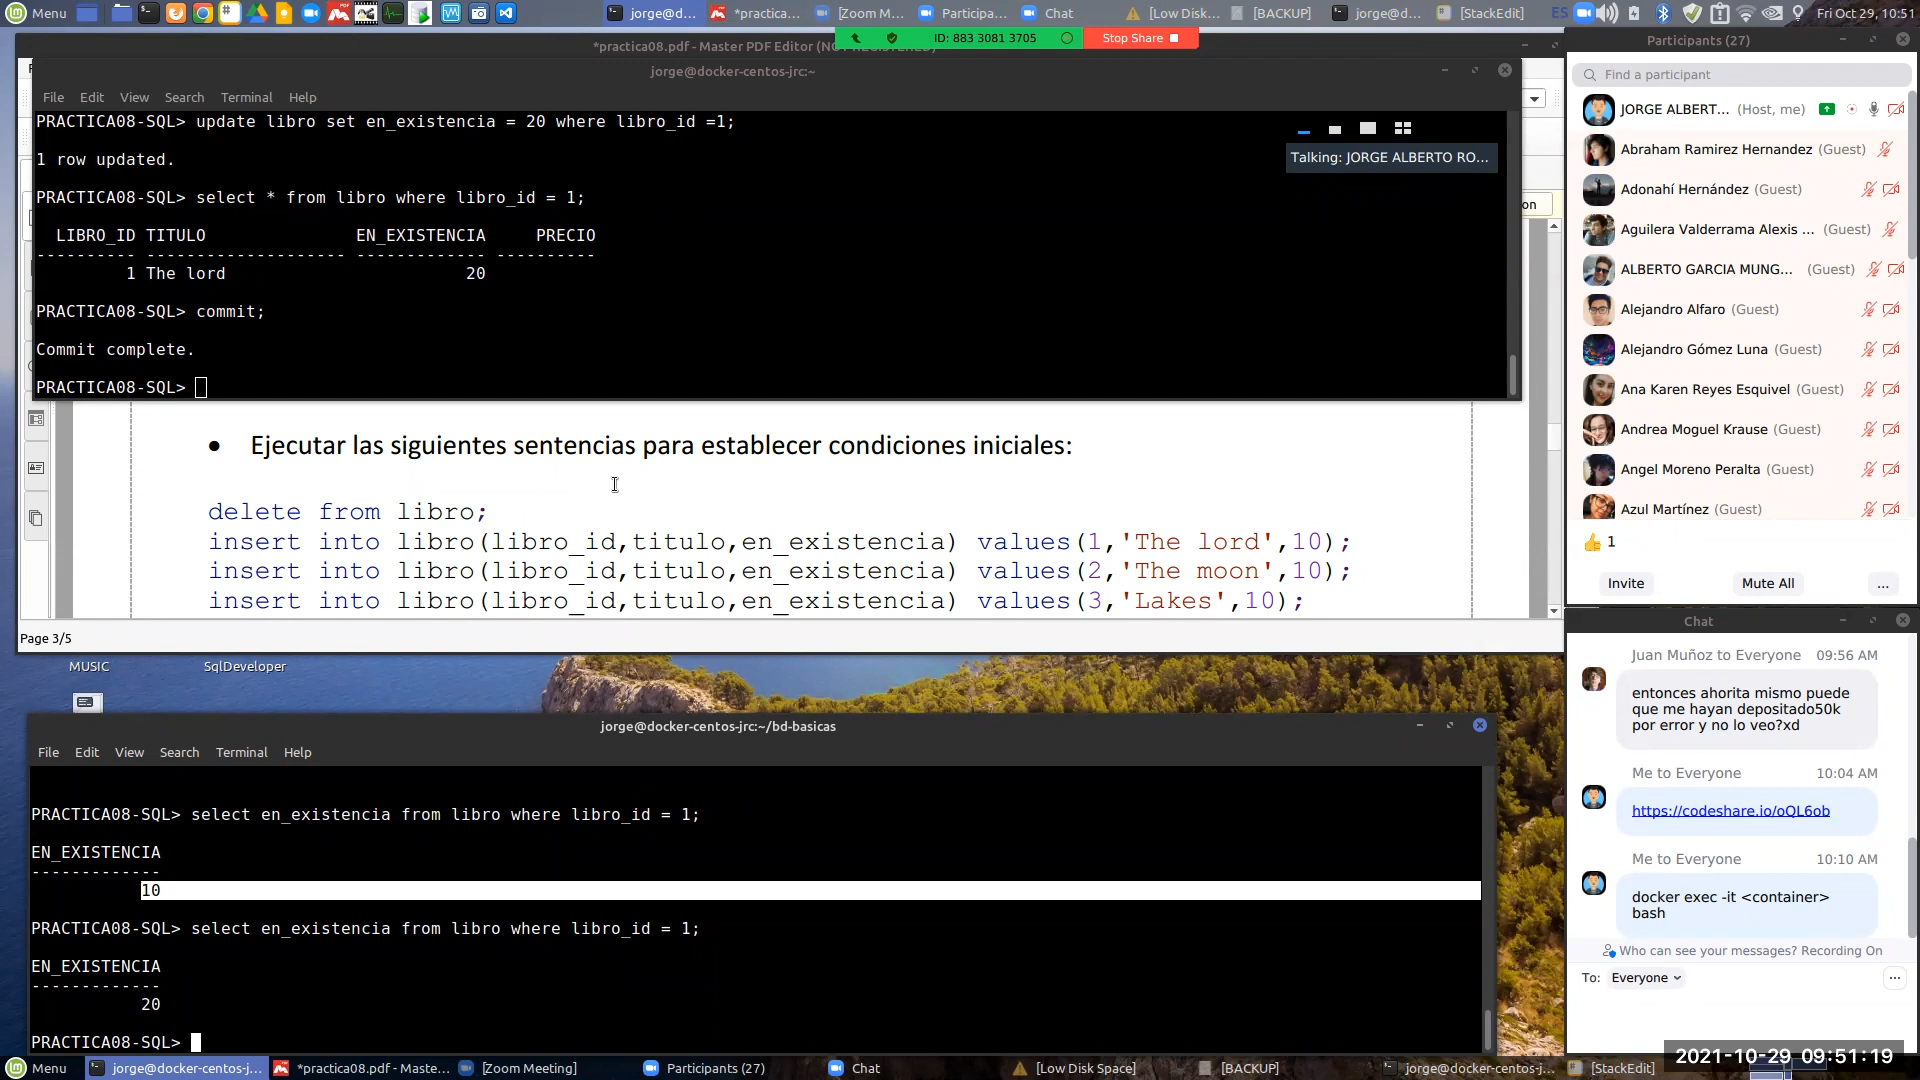 Menu
jorge@d...
*practica...
[Zoom M...
Participa...
Chat
[Low Disk...
[BACKUP]
jorge@d...
[StackEdit]
ES
Fri Oct 29, 10:51
ID: 883 3081 3705
Stop Share
*practica08.pdf - Master PDF Editor
jorge@docker-centos-jrc:~
File Edit View Search Terminal Help
PRACTICA08-SQL> update libro set en_existencia = 20 where libro_id =1;
1 row updated.
PRACTICA08-SQL> select * from libro where libro_id = 1;
LIBRO_ID TITULO EN_EXISTENCIA PRECIO
---------- -------------------- ------------- ----------
1 The lord 20
PRACTICA08-SQL> commit;
Commit complete.
PRACTICA08-SQL>
Talking: JORGE ALBERTO RO...
on
• Ejecutar las siguientes sentencias para establecer condiciones iniciales:
delete from libro;
insert into libro(libro_id,titulo,en_existencia) values(1,'The lord',10);
insert into libro(libro_id,titulo,en_existencia) values(2,'The moon',10);
insert into libro(libro_id,titulo,en_existencia) values(3,'Lakes',10);
Page 3/5
MUSIC
SqlDeveloper
jorge@docker-centos-jrc:~/bd-basicas
File Edit View Search Terminal Help
PRACTICA08-SQL> select en_existencia from libro where libro_id = 1;
EN_EXISTENCIA
-------------
10
PRACTICA08-SQL> select en_existencia from libro where libro_id = 1;
EN_EXISTENCIA
-------------
20
PRACTICA08-SQL>
Participants (27)
Find a participant
JORGE ALBERT... (Host, me)
Abraham Ramirez Hernandez (Guest)
Adonahí Hernández (Guest)
Aguilera Valderrama Alexis ... (Guest)
ALBERTO GARCIA MUNG... (Guest)
Alejandro Alfaro (Guest)
Alejandro Gómez Luna (Guest)
Ana Karen Reyes Esquivel (Guest)
Andrea Moguel Krause (Guest)
Angel Moreno Peralta (Guest)
Azul Martínez (Guest)
1
Invite
Mute All
...
Chat
Juan Muñoz to Everyone 09:56 AM
entonces ahorita mismo puede
que me hayan depositado50k
por error y no lo veo?xd
Me to Everyone 10:04 AM
https://codeshare.io/oQL6ob
Me to Everyone 10:10 AM
docker exec -it <container>
bash
Who can see your messages? Recording On
To: Everyone
...
2021-10-29 09:51:19
Menu
jorge@docker-centos-j...
*practica08.pdf - Maste...
[Zoom Meeting]
Participants (27)
Chat
[Low Disk Space]
[BACKUP]
jorge@docker-centos-j...
[StackEdit]